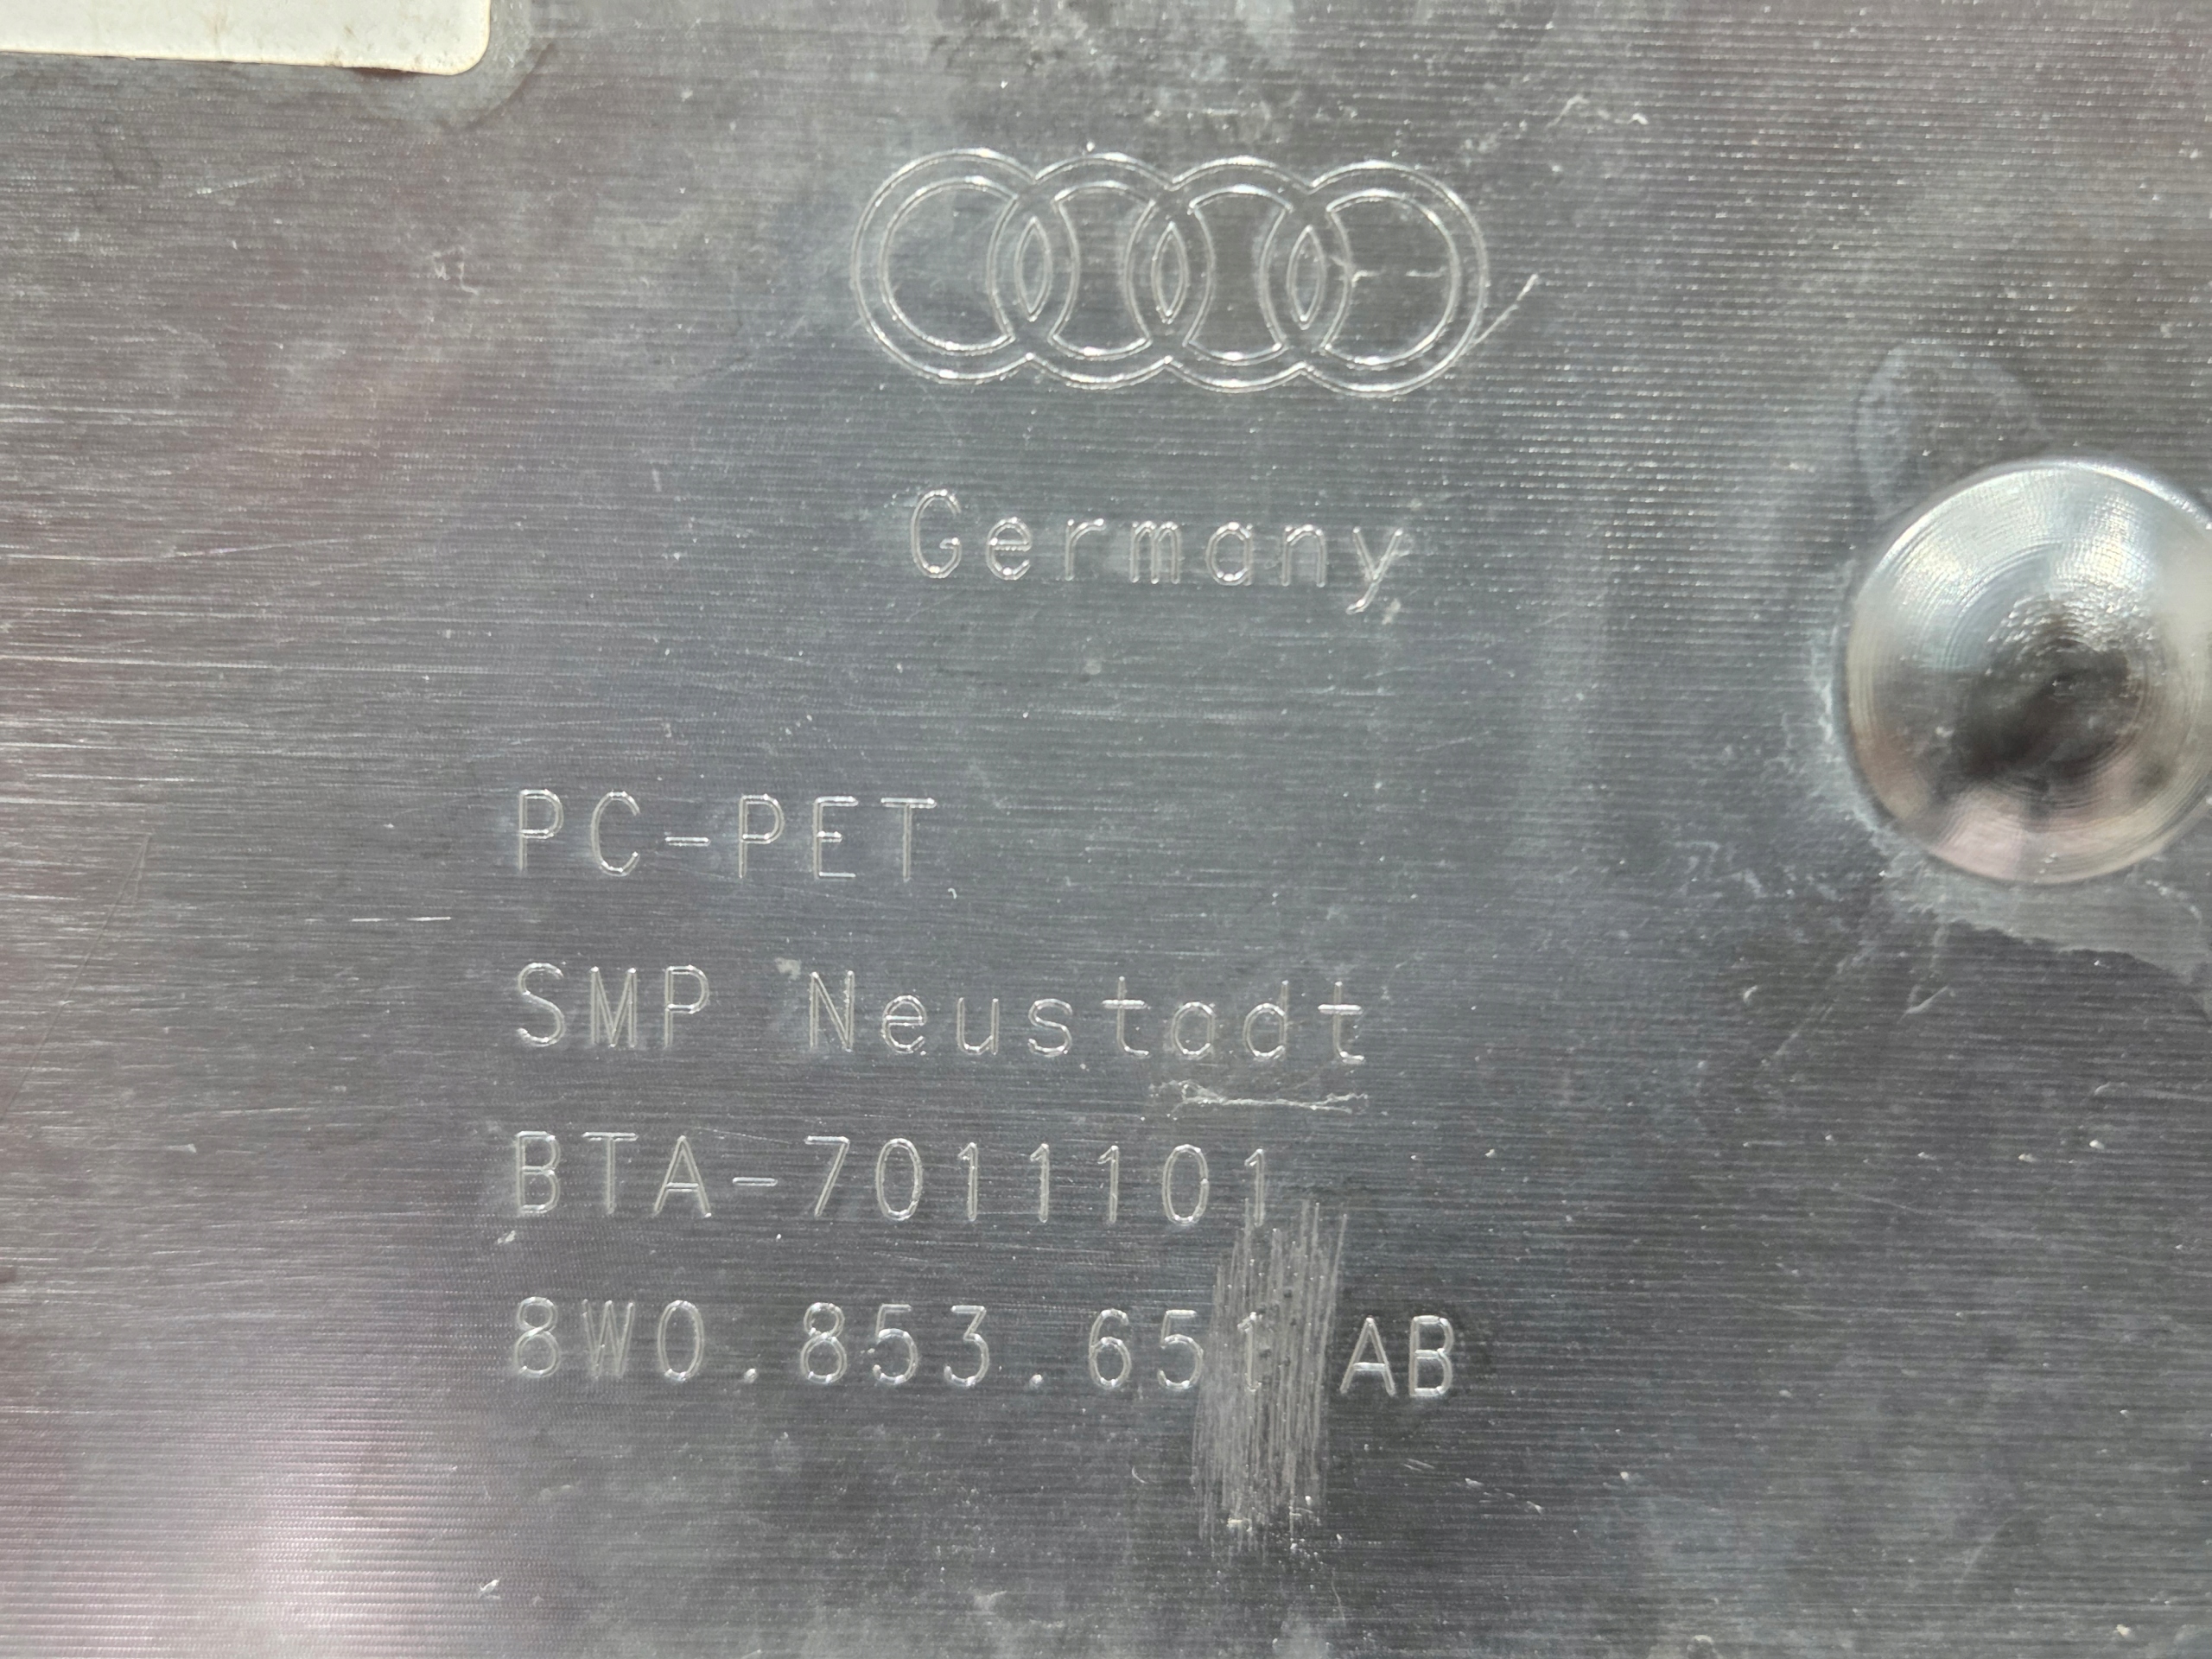 Germany
PC-PET
SMP Neustadt
BTA-7011101
8W0.853.651 AB